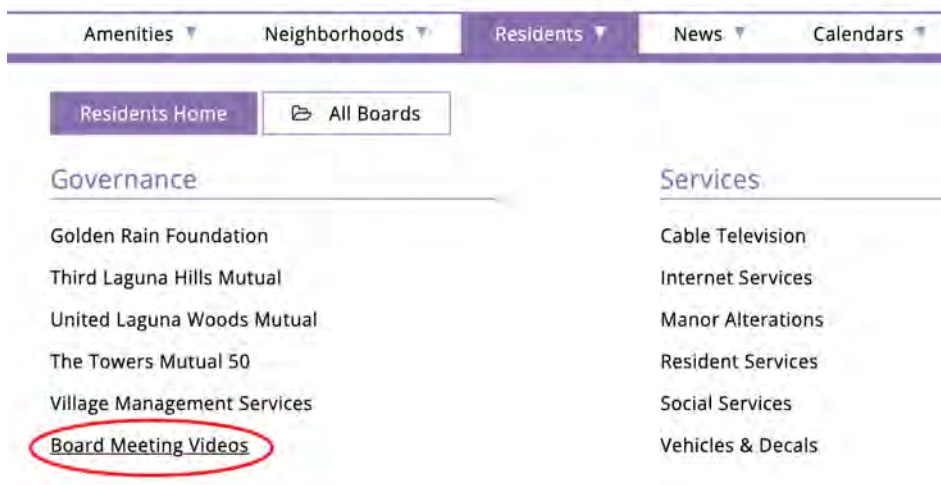 Amenities Neighborhoods Residents News Calendars
Residents Home All Boards
Governance
Golden Rain Foundation
Third Laguna Hills Mutual
United Laguna Woods Mutual
The Towers Mutual 50
Village Management Services
Board Meeting Videos
Services
Cable Television
Internet Services
Manor Alterations
Resident Services
Social Services
Vehicles & Decals